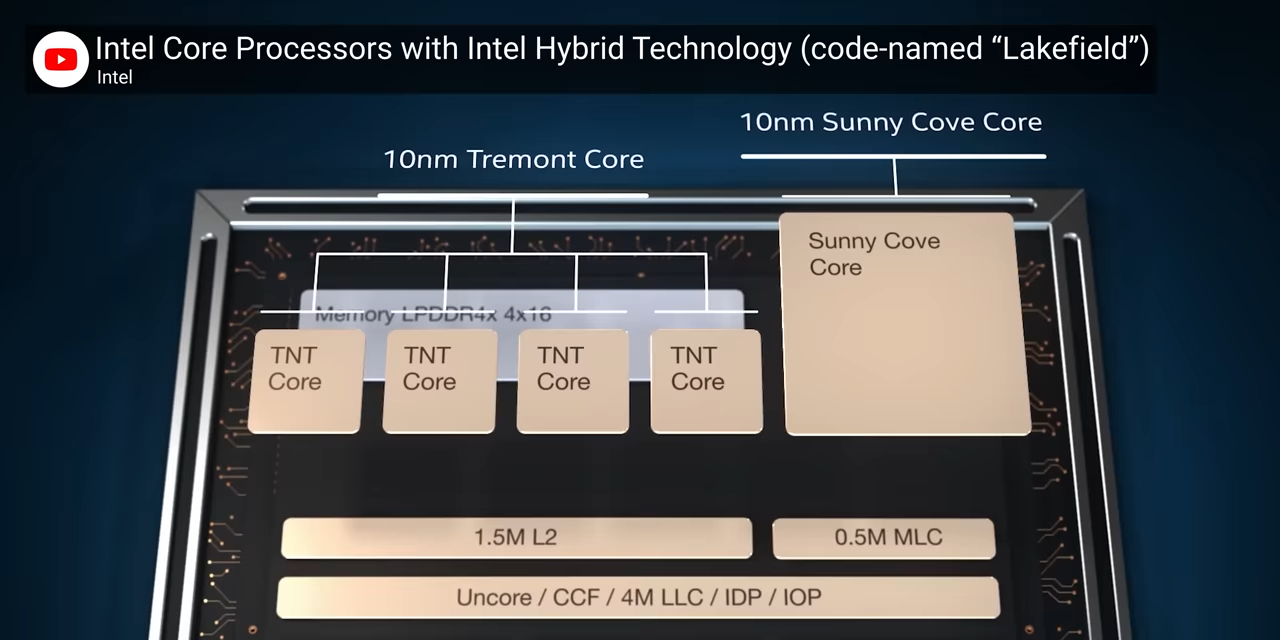 Intel Core Processors with Intel Hybrid Technology (code-named “Lakefield”)
Intel
10nm Sunny Cove Core
10nm Tremont Core
Sunny Cove
Core
Memory LPDDR4x 4x16
TNT
Core
TNT
Core
TNT
Core
TNT
Core
1.5M L2
0.5M MLC
Uncore / CCF / 4M LLC / IDP / IOP